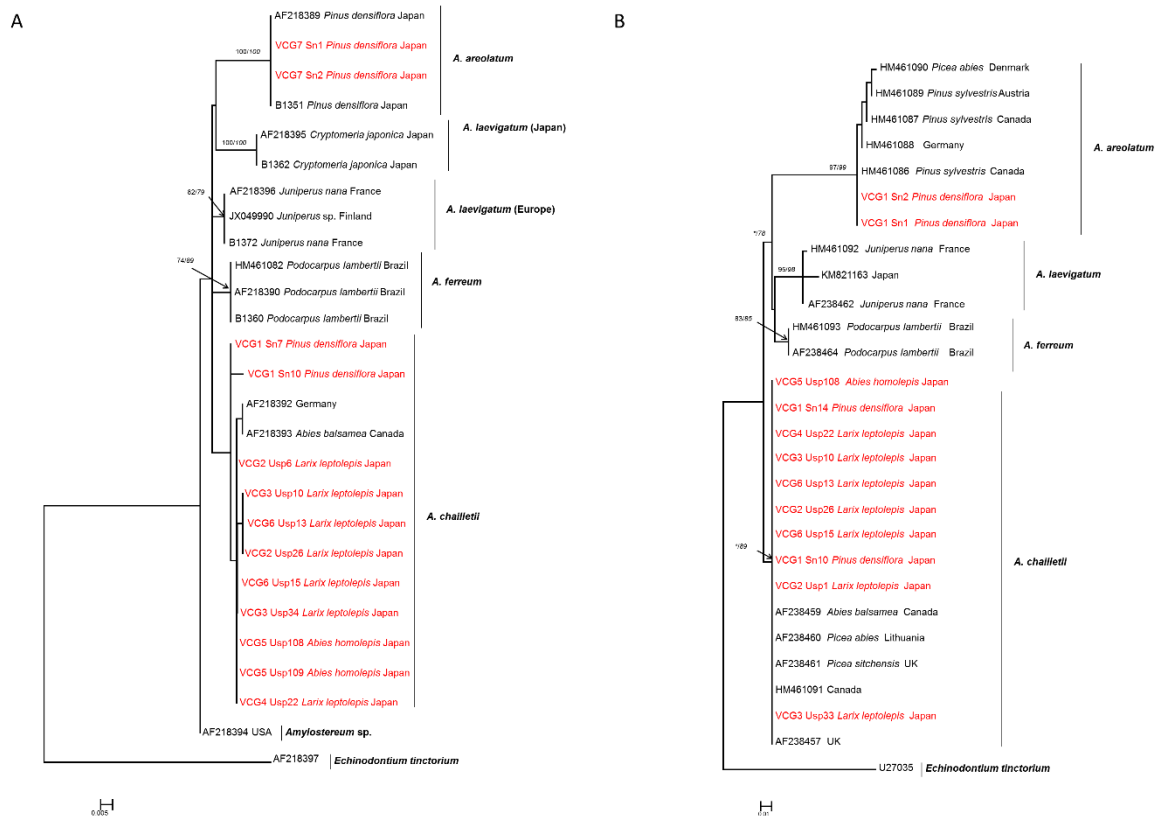 A
AF218389 Pinus densiflora Japan
VCG7 Sn1 Pinus densiflora Japan
100/100
A. areolatum
VCG7 Sn2 Pinus densiflora Japan
B1351 Pinus densiflora Japan
AF218395 Cryptomeria japonica Japan
A. laevigatum (Japan)
100/100
B1362 Cryptomeria japonica Japan
82/79
AF218396 Juniperus nana France
JX049990 Juniperus sp. Finland
A. laevigatum (Europe)
B1372 Juniperus nana France
74/89
HM461082 Podocarpus lambertii Brazil
A. ferreum
AF218390 Podocarpus lambertii Brazil
B1360 Podocarpus lambertii Brazil
VCG1 Sn7 Pinus densiflora Japan
VCG1 Sn10 Pinus densiflora Japan
AF218392 Germany
AF218393 Abies balsamea Canada
VCG2 Usp6 Larix leptolepis Japan
VCG3 Usp10 Larix leptolepis Japan
A. chailletii
VCG6 Usp13 Larix leptolepis Japan
VCG2 Usp26 Larix leptolepis Japan
VCG6 Usp15 Larix leptolepis Japan
VCG3 Usp34 Larix leptolepis Japan
VCG5 Usp108 Abies homolepis Japan
VCG5 Usp109 Abies homolepis Japan
VCG4 Usp22 Larix leptolepis Japan
AF218394 USA
Amylostereum sp.
AF218397
Echinodontium tinctorium
0.005
B
HM461090 Picea abies Denmark
HM461089 Pinus sylvestris Austria
HM461087 Pinus sylvestris Canada
HM461088 Germany
A. areolatum
97/99
HM461086 Pinus sylvestris Canada
VCG1 Sn2 Pinus densiflora Japan
VCG1 Sn1 Pinus densiflora Japan
*/78
HM461092 Juniperus nana France
95/98
KM821163 Japan
A. laevigatum
AF238462 Juniperus nana France
83/85
HM461093 Podocarpus lambertii Brazil
A. ferreum
AF238464 Podocarpus lambertii Brazil
VCG5 Usp108 Abies homolepis Japan
VCG1 Sn14 Pinus densiflora Japan
VCG4 Usp22 Larix leptolepis Japan
VCG3 Usp10 Larix leptolepis Japan
VCG6 Usp13 Larix leptolepis Japan
VCG2 Usp26 Larix leptolepis Japan
VCG6 Usp15 Larix leptolepis Japan
*/89
VCG1 Sn10 Pinus densiflora Japan
A. chailletii
VCG2 Usp1 Larix leptolepis Japan
AF238459 Abies balsamea Canada
AF238460 Picea abies Lithuania
AF238461 Picea sitchensis UK
HM461091 Canada
VCG3 Usp33 Larix leptolepis Japan
AF238457 UK
U27035
Echinodontium tinctorium
0.01